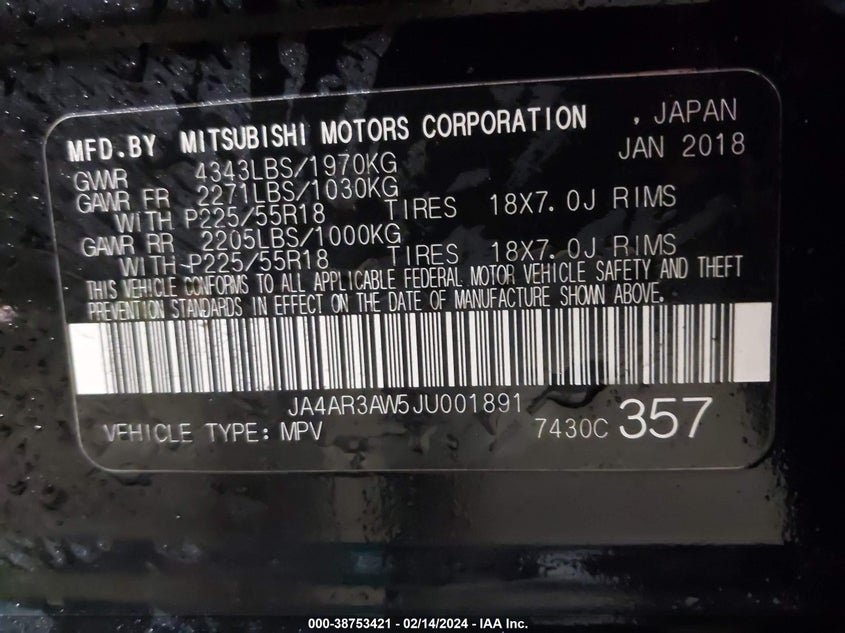 MFD.BY MITSUBISHI MOTORS CORPORATION , JAPAN
GVWR 4343LBS/1970KG JAN 2018
GAWR FR 2271LBS/1030KG
WITH P225/55R18 TIRES 18X7.0J RIMS
GAWR RR 2205LBS/1000KG
WITH P225/55R18 TIRES 18X7.0J RIMS
THIS VEHICLE CONFORMS TO ALL APPLICABLE FEDERAL MOTOR VEHICLE SAFETY AND THEFT
PREVENTION STANDARDS IN EFFECT ON THE DATE OF MANUFACTURE SHOWN ABOVE.
JA4AR3AW5JU001891
VEHICLE TYPE: MPV 7430C 357
000-38753421 - 02/14/2024 - IAA Inc.